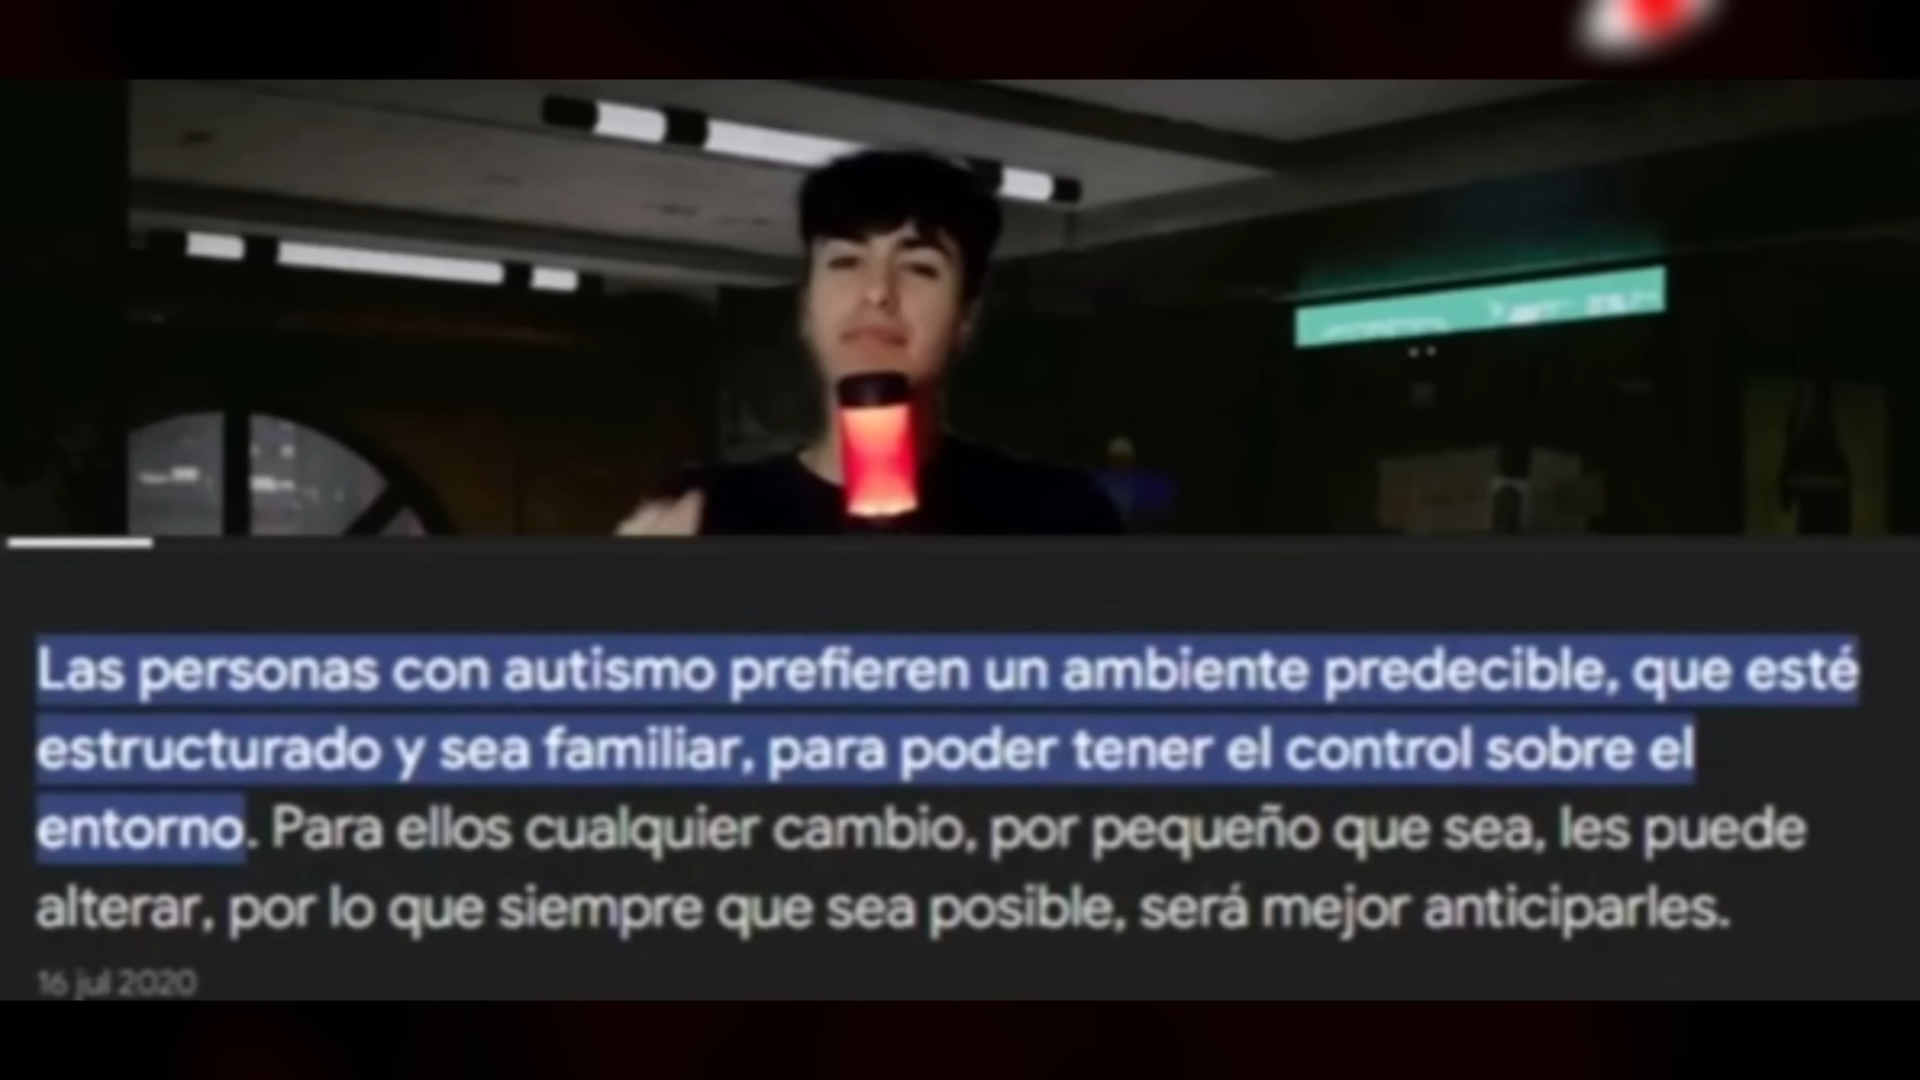 Las personas con autismo prefieren un ambiente predecible, que esté
estructurado y sea familiar, para poder tener el control sobre el
entorno. Para ellos cualquier cambio, por pequeño que sea, les puede
alterar, por lo que siempre que sea posible, será mejor anticiparles.
16 jul 2020